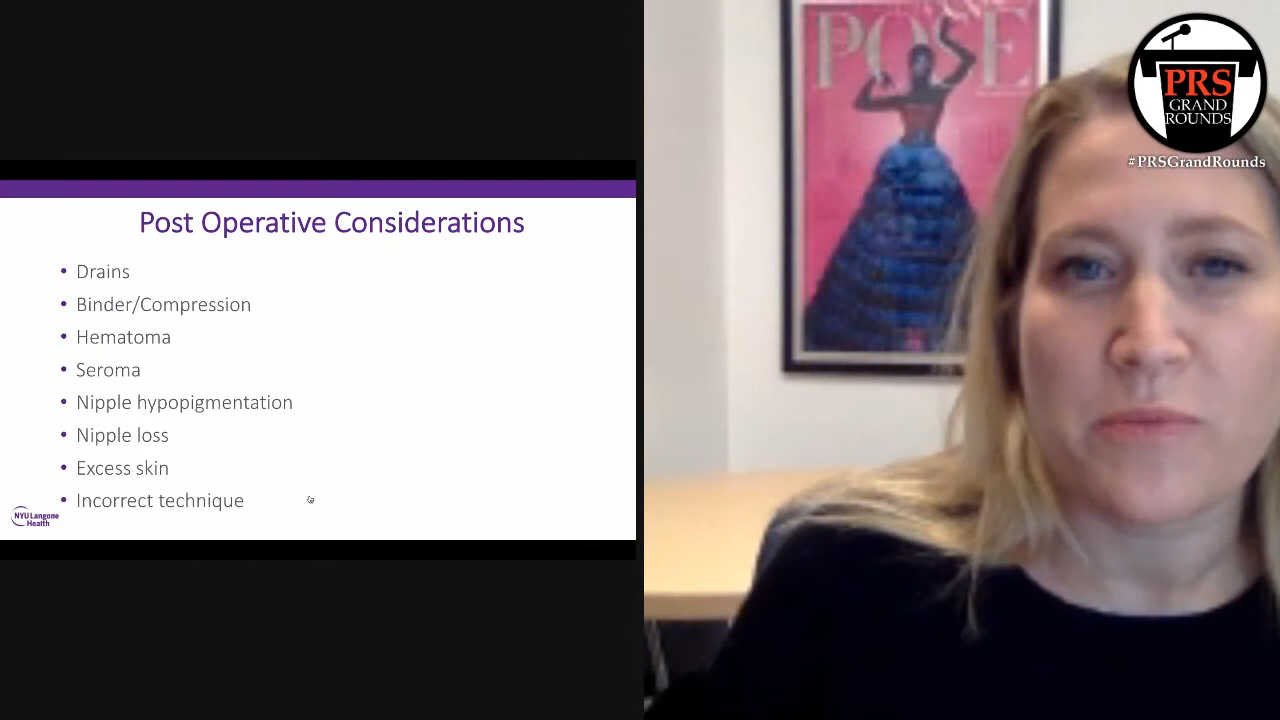 Post Operative Considerations
• Drains
• Binder/Compression
• Hematoma
• Seroma
• Nipple hypopigmentation
• Nipple loss
• Excess skin
• Incorrect technique
NYU Langone
Health
POSE
PRS
GRAND
ROUNDS
#PRSGrandRounds